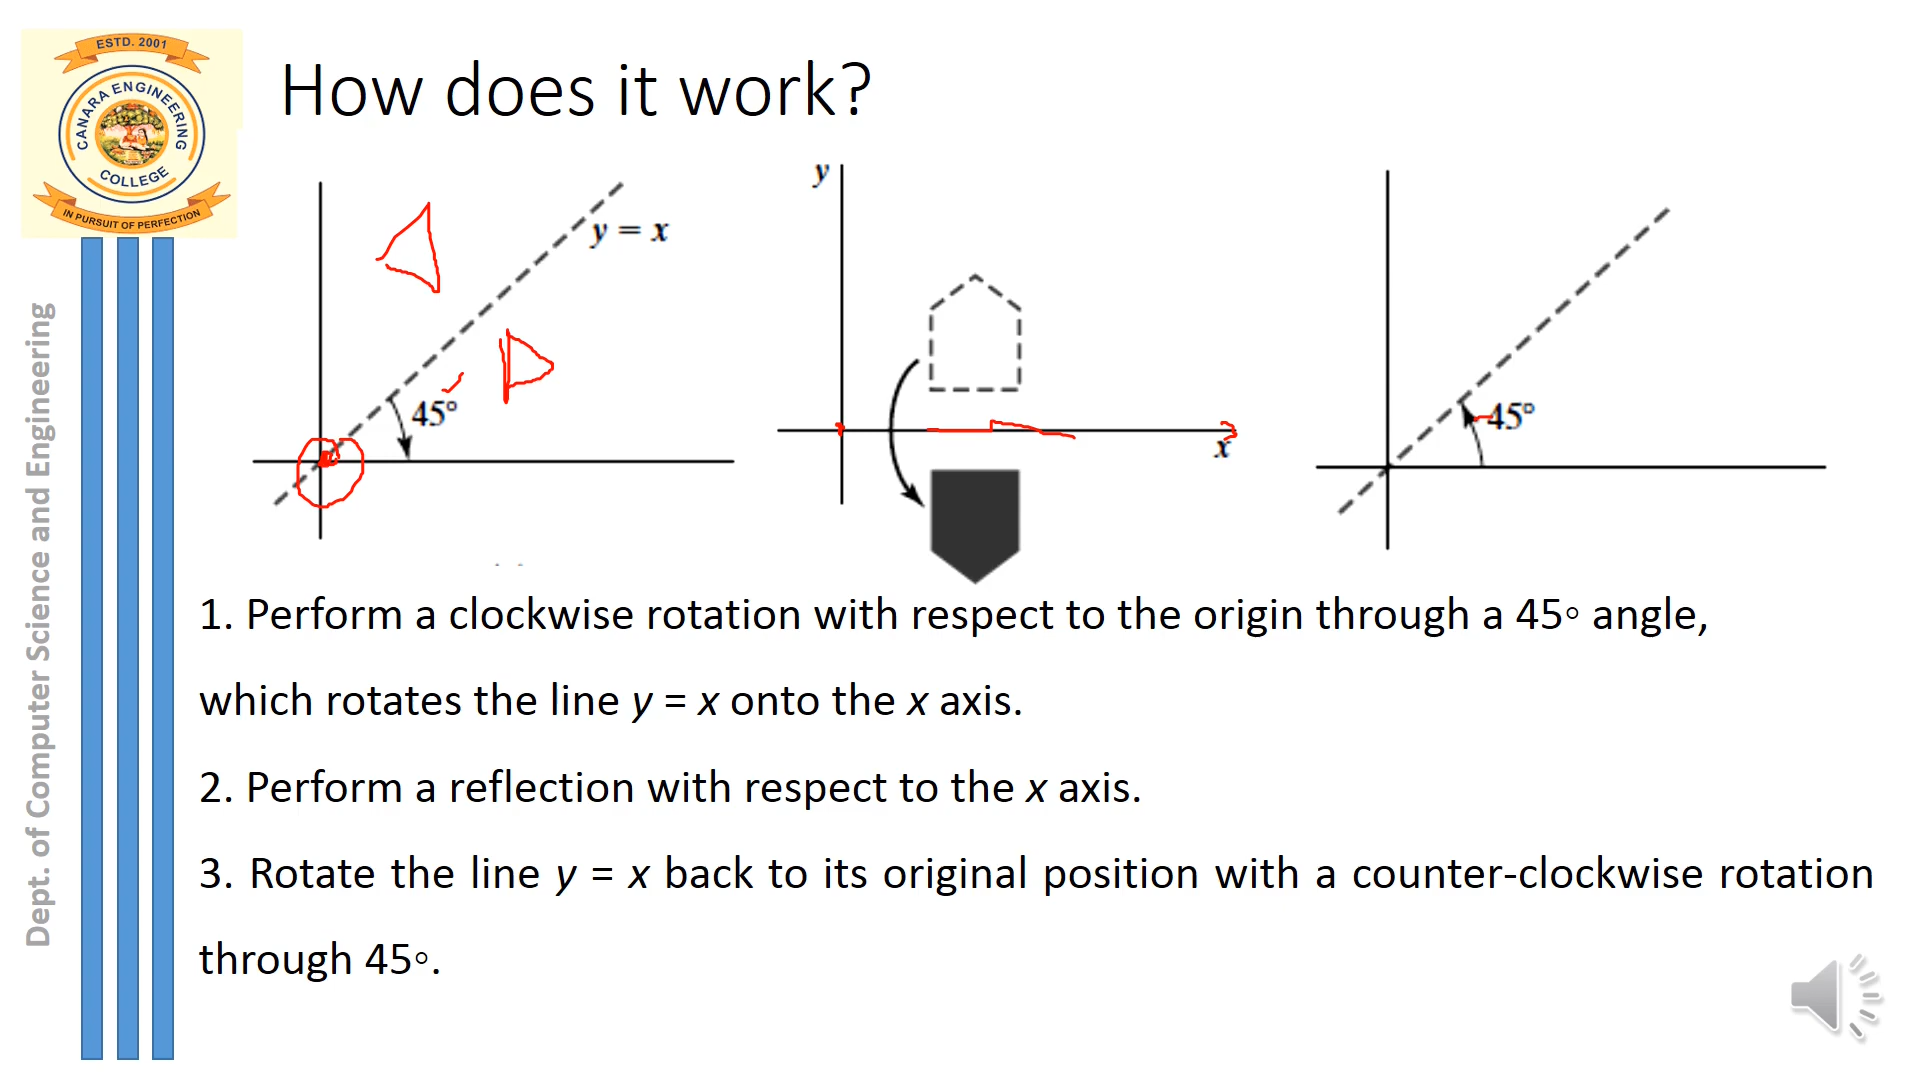 ESTD. 2001
CANARA ENGINEERING
COLLEGE
IN PURSUIT OF PERFECTION
Dept. of Computer Science and Engineering
How does it work?
y = x
45°
y
x
45°
1. Perform a clockwise rotation with respect to the origin through a 45◦ angle,
which rotates the line y = x onto the x axis.
2. Perform a reflection with respect to the x axis.
3. Rotate the line y = x back to its original position with a counter-clockwise rotation
through 45◦.